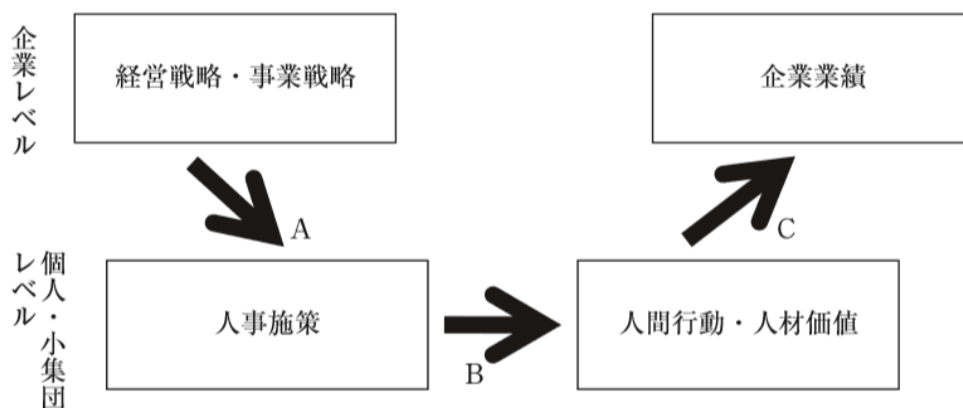 企業レベル
経営戦略・事業戦略
企業業績
A
C
個人・小集団
レベル
人事施策
B
人間行動・人材価値